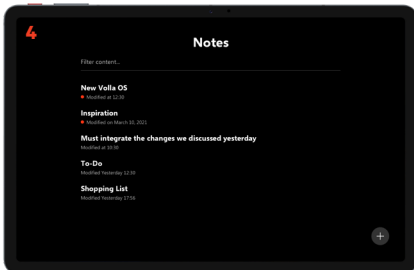 4
Notes
Filter content...
New Volla OS
Modified at 12:30
Inspiration
Modified on March 10, 2021
Must integrate the changes we discussed yesterday
Modified at 10:30
To-Do
Modified Yesterday 12:30
Shopping List
Modified Yesterday 17:56
+